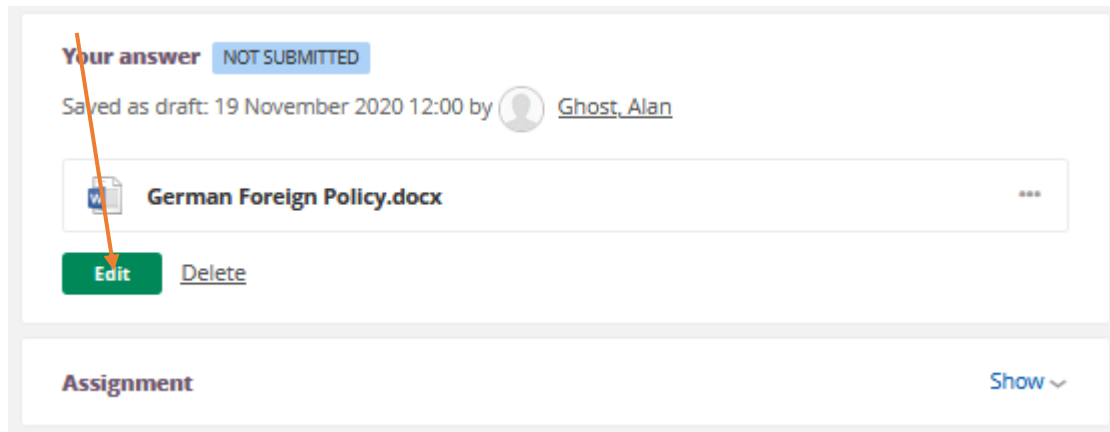 Your answer NOT SUBMITTED
Saved as draft: 19 November 2020 12:00 by Ghost, Alan
German Foreign Policy.docx
Edit Delete
Assignment Show